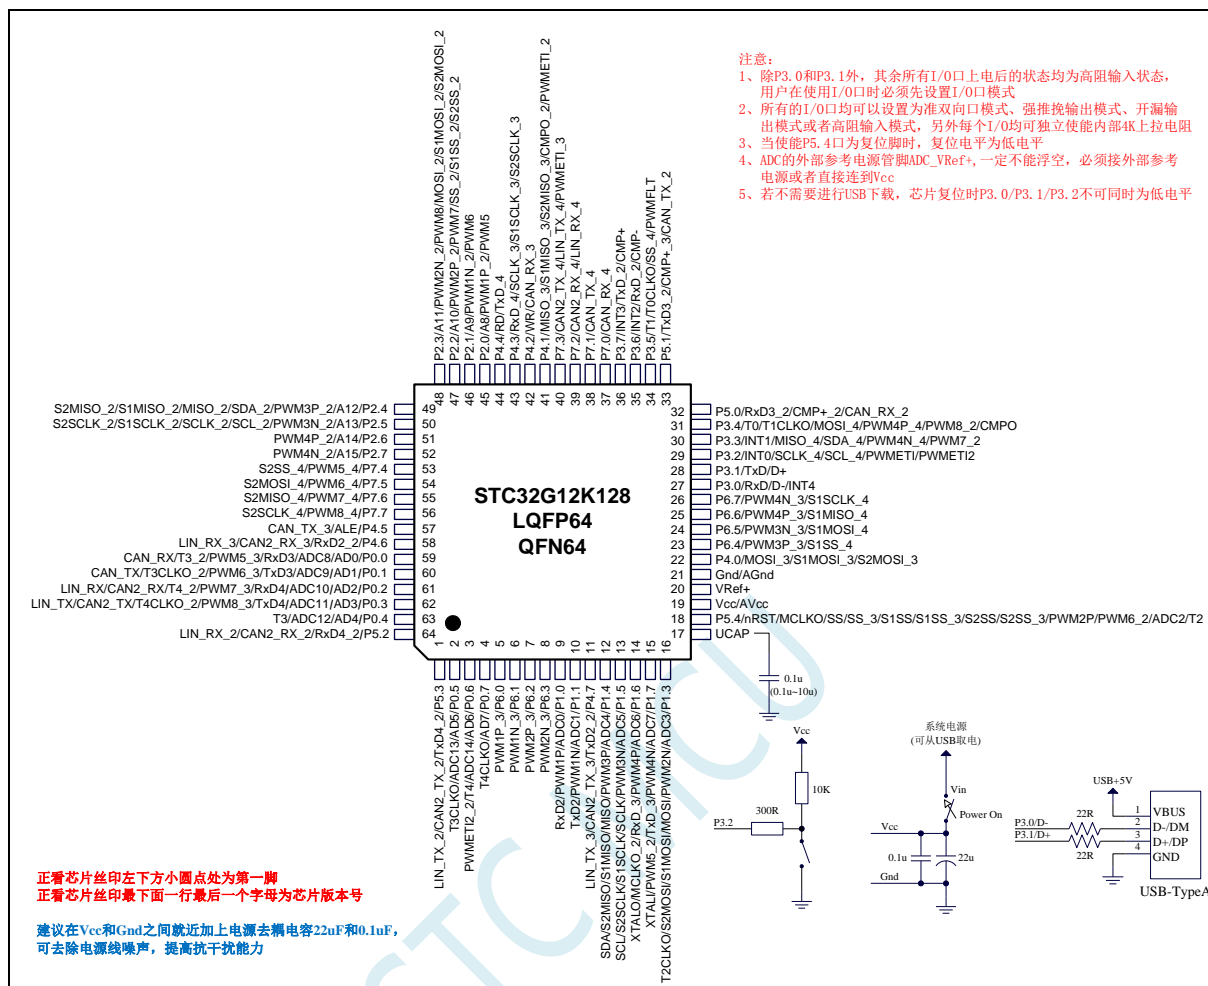 注意：
1、除P3.0和P3.1外，其余所有I/O口上电后的状态均为高阻输入状态，
用户在使用I/O口时必须先设置I/O口模式
2、所有的I/O口均可以设置为准双向口模式、强推挽输出模式、开漏输
出模式或者高阻输入模式，另外每个I/O均可独立使能内部4K上拉电阻
3、当使能P5.4口为复位脚时，复位电平为低电平
4、ADC的外部参考电源管脚ADC_VRef+,一定不能浮空，必须接外部参考
电源或者直接连到Vcc
5、若不需要进行USB下载，芯片复位时P3.0/P3.1/P3.2不可同时为低电平
P2.3/A11/PWM2N_2/PWM8/MOSI_2/S1MOSI_2/S2MOSI_2
P2.2/A10/PWM2P_2/PWM7/SS_2/S1SS_2/S2SS_2
P2.1/A9/PWM1N_2/PWM6
P2.0/A8/PWM1P_2/PWM5
P4.4/RD/TxD_4
P4.3/RxD_4/SCLK_3/S1SCLK_3/S2SCLK_3
P4.2/WR/CAN_RX_3
P4.1/MISO_3/S1MISO_3/S2MISO_3/CMPO_2/PWMETI_2
P7.3/CAN2_TX_4/LIN_TX_4/PWMETI_3
P7.2/CAN2_RX_4/LIN_RX_4
P7.1/CAN_TX_4
P7.0/CAN_RX_4
P3.7/INT3/TxD_2/CMP+
P3.6/INT2/RxD_2/CMP-
P3.5/T1/T0CLKO/SS_4/PWMFLT
P5.1/TxD3_2/CMP+_3/CAN_TX_2
48 47 46 45 44 43 42 41 40 39 38 37 36 35 34 33
S2MISO_2/S1MISO_2/MISO_2/SDA_2/PWM3P_2/A12/P2.4 49
S2SCLK_2/S1SCLK_2/SCLK_2/SCL_2/PWM3N_2/A13/P2.5 50
PWM4P_2/A14/P2.6 51
PWM4N_2/A15/P2.7 52
S2SS_4/PWM5_4/P7.4 53
S2MOSI_4/PWM6_4/P7.5 54
S2MISO_4/PWM7_4/P7.6 55
S2SCLK_4/PWM8_4/P7.7 56
CAN_TX_3/ALE/P4.5 57
LIN_RX_3/CAN2_RX_3/RxD2_2/P4.6 58
CAN_RX/T3_2/PWM5_3/RxD3/ADC8/AD0/P0.0 59
CAN_TX/T3CLKO_2/PWM6_3/TxD3/ADC9/AD1/P0.1 60
LIN_RX/CAN2_RX/T4_2/PWM7_3/RxD4/ADC10/AD2/P0.2 61
LIN_TX/CAN2_TX/T4CLKO_2/PWM8_3/TxD4/ADC11/AD3/P0.3 62
T3/ADC12/AD4/P0.4 63
LIN_RX_2/CAN2_RX_2/RxD4_2/P5.2 64
STC32G12K128
LQFP64
QFN64
32 P5.0/RxD3_2/CMP+_2/CAN_RX_2
31 P3.4/T0/T1CLKO/MOSI_4/PWM4P_4/PWM8_2/CMPO
30 P3.3/INT1/MISO_4/SDA_4/PWM4N_4/PWM7_2
29 P3.2/INT0/SCLK_4/SCL_4/PWMETI/PWMETI2
28 P3.1/TxD/D+
27 P3.0/RxD/D-/INT4
26 P6.7/PWM4N_3/S1SCLK_4
25 P6.6/PWM4P_3/S1MISO_4
24 P6.5/PWM3N_3/S1MOSI_4
23 P6.4/PWM3P_3/S1SS_4
22 P4.0/MOSI_3/S1MOSI_3/S2MOSI_3
21 Gnd/AGnd
20 VRef+
19 Vcc/AVcc
18 P5.4/nRST/MCLKO/SS/SS_3/S1SS/S1SS_3/S2SS/S2SS_3/PWM2P/PWM6_2/ADC2/T2
17 UCAP
1 2 3 4 5 6 7 8 9 10 11 12 13 14 15 16
LIN_TX_2/CAN2_TX_2/TxD4_2/P5.3
T3CLKO/ADC13/AD5/P0.5
PWMETI2_2/T4/ADC14/AD6/P0.6
T4CLKO/AD7/P0.7
PWM1P_3/P6.0
PWM1N_3/P6.1
PWM2P_3/P6.2
PWM2N_3/P6.3
RxD2/PWM1P/ADC0/P1.0
TxD2/PWM1N/ADC1/P1.1
LIN_TX_3/CAN2_TX_3/TxD2_2/P4.7
SDA/S2MISO/S1MISO/MISO/PWM3P/ADC4/P1.4
SCL/S2SCLK/S1SCLK/SCLK/PWM3N/ADC5/P1.5
XTALO/MCLKO_2/RxD_3/PWM4P/ADC6/P1.6
XTALI/PWM5_2/TxD_3/PWM4N/ADC7/P1.7
T2CLKO/S2MOSI/S1MOSI/MOSI/PWM2N/ADC3/P1.3
0.1u
(0.1u~10u)
Vcc
10K
300R
P3.2
系统电源
(可从USB取电)
Vin
Power On
Vcc
0.1u
22u
Gnd
USB+5V
P3.0/D-
P3.1/D+
22R
22R
1 VBUS
2 D-/DM
3 D+/DP
4 GND
USB-TypeA
正看芯片丝印左下方小圆点处为第一脚
正看芯片丝印最下面一行最后一个字母为芯片版本号
建议在Vcc和Gnd之间就近加上电源去耦电容22uF和0.1uF，
可去除电源线噪声，提高抗干扰能力
STC MCU